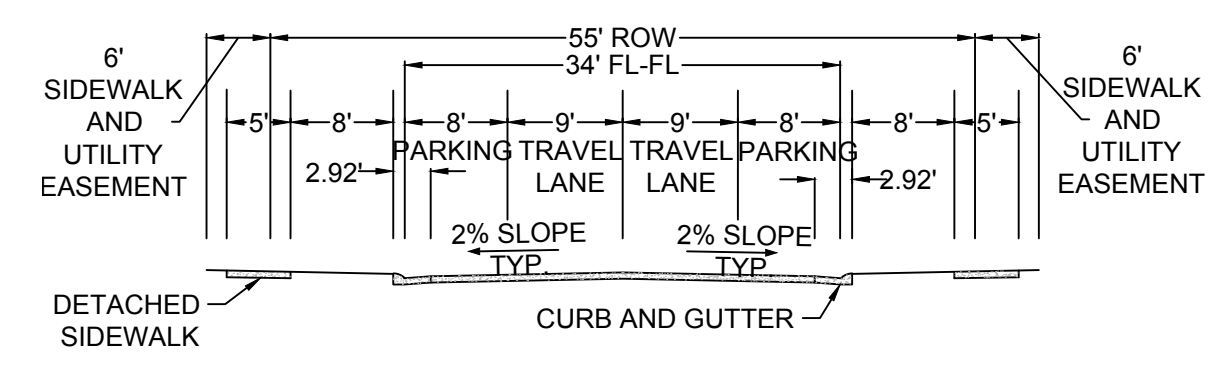 55' ROW
34' FL-FL
6'
SIDEWALK
AND
UTILITY
EASEMENT
6'
SIDEWALK
AND
UTILITY
EASEMENT
5' 8' 8' 9' 9' 8' 8' 5'
PARKING
TRAVEL
LANE
TRAVEL
LANE
PARKING
2.92'
2.92'
2% SLOPE
TYP.
2% SLOPE
TYP
DETACHED
SIDEWALK
CURB AND GUTTER